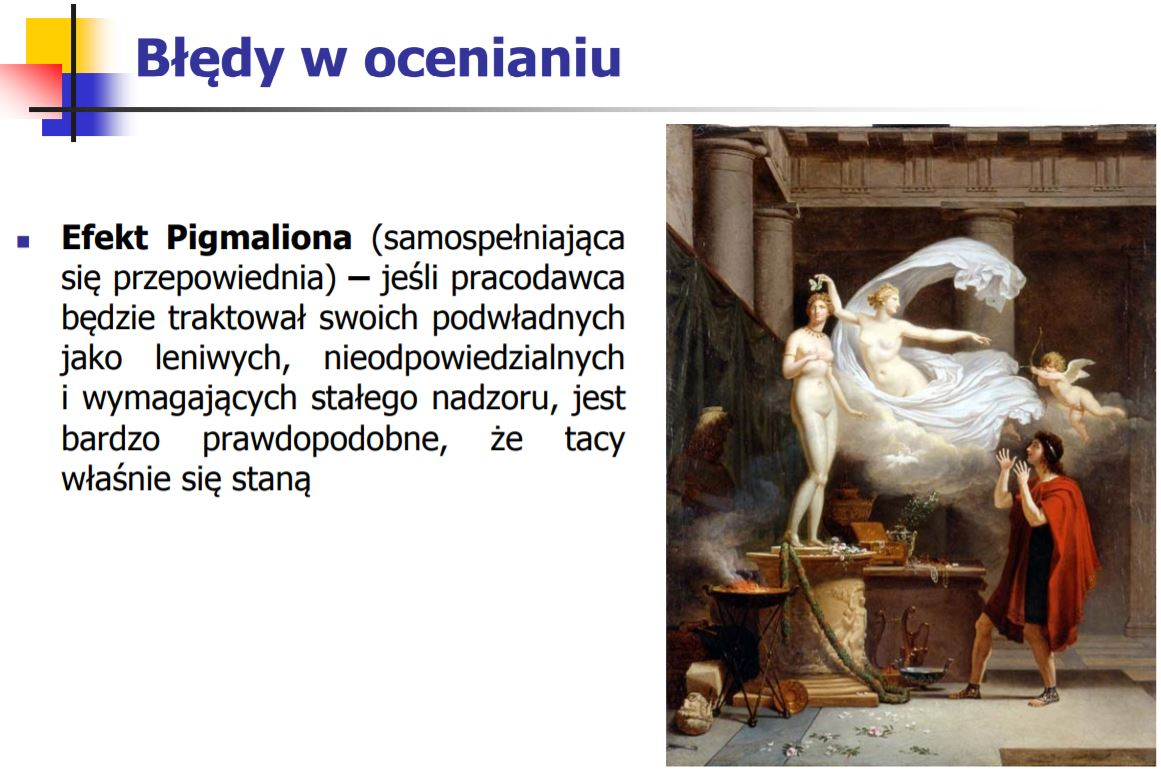 Błędy w ocenianiu
Efekt Pigmaliona (samospełniająca
się przepowiednia) – jeśli pracodawca
będzie traktował swoich podwładnych
jako leniwych, nieodpowiedzialnych
i wymagających stałego nadzoru, jest
bardzo prawdopodobne, że tacy
właśnie się staną